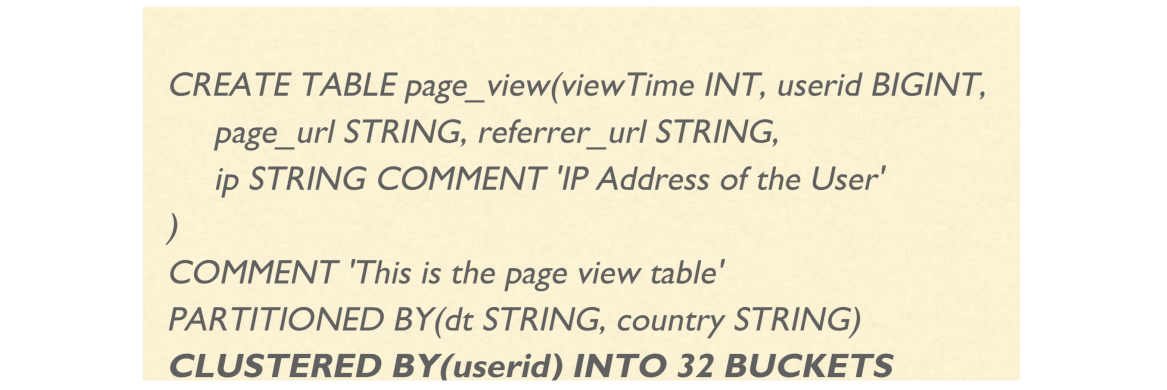 CREATE TABLE page_view(viewTime INT, userid BIGINT,
page_url STRING, referrer_url STRING,
ip STRING COMMENT 'IP Address of the User'
)
COMMENT 'This is the page view table'
PARTITIONED BY(dt STRING, country STRING)
CLUSTERED BY(userid) INTO 32 BUCKETS